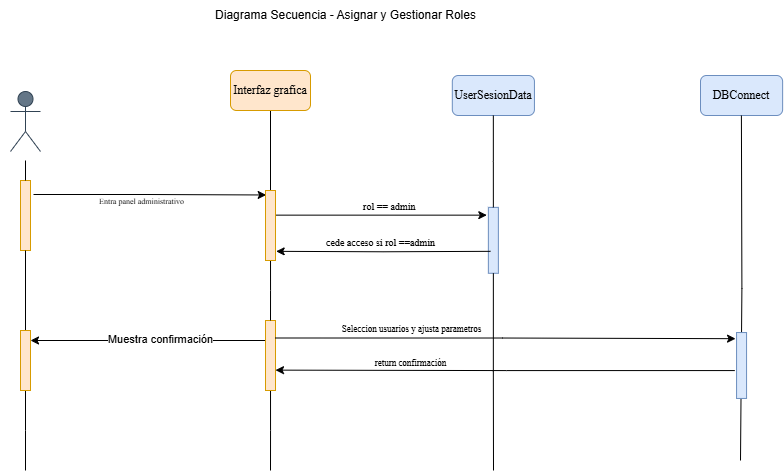 Diagrama Secuencia - Asignar y Gestionar Roles
Interfaz grafica
UserSesionData
DBConnect
Entra panel administrativo
rol == admin
cede acceso si rol ==admin
Seleccion usuarios y ajusta parametros
Muestra confirmación
return confirmación